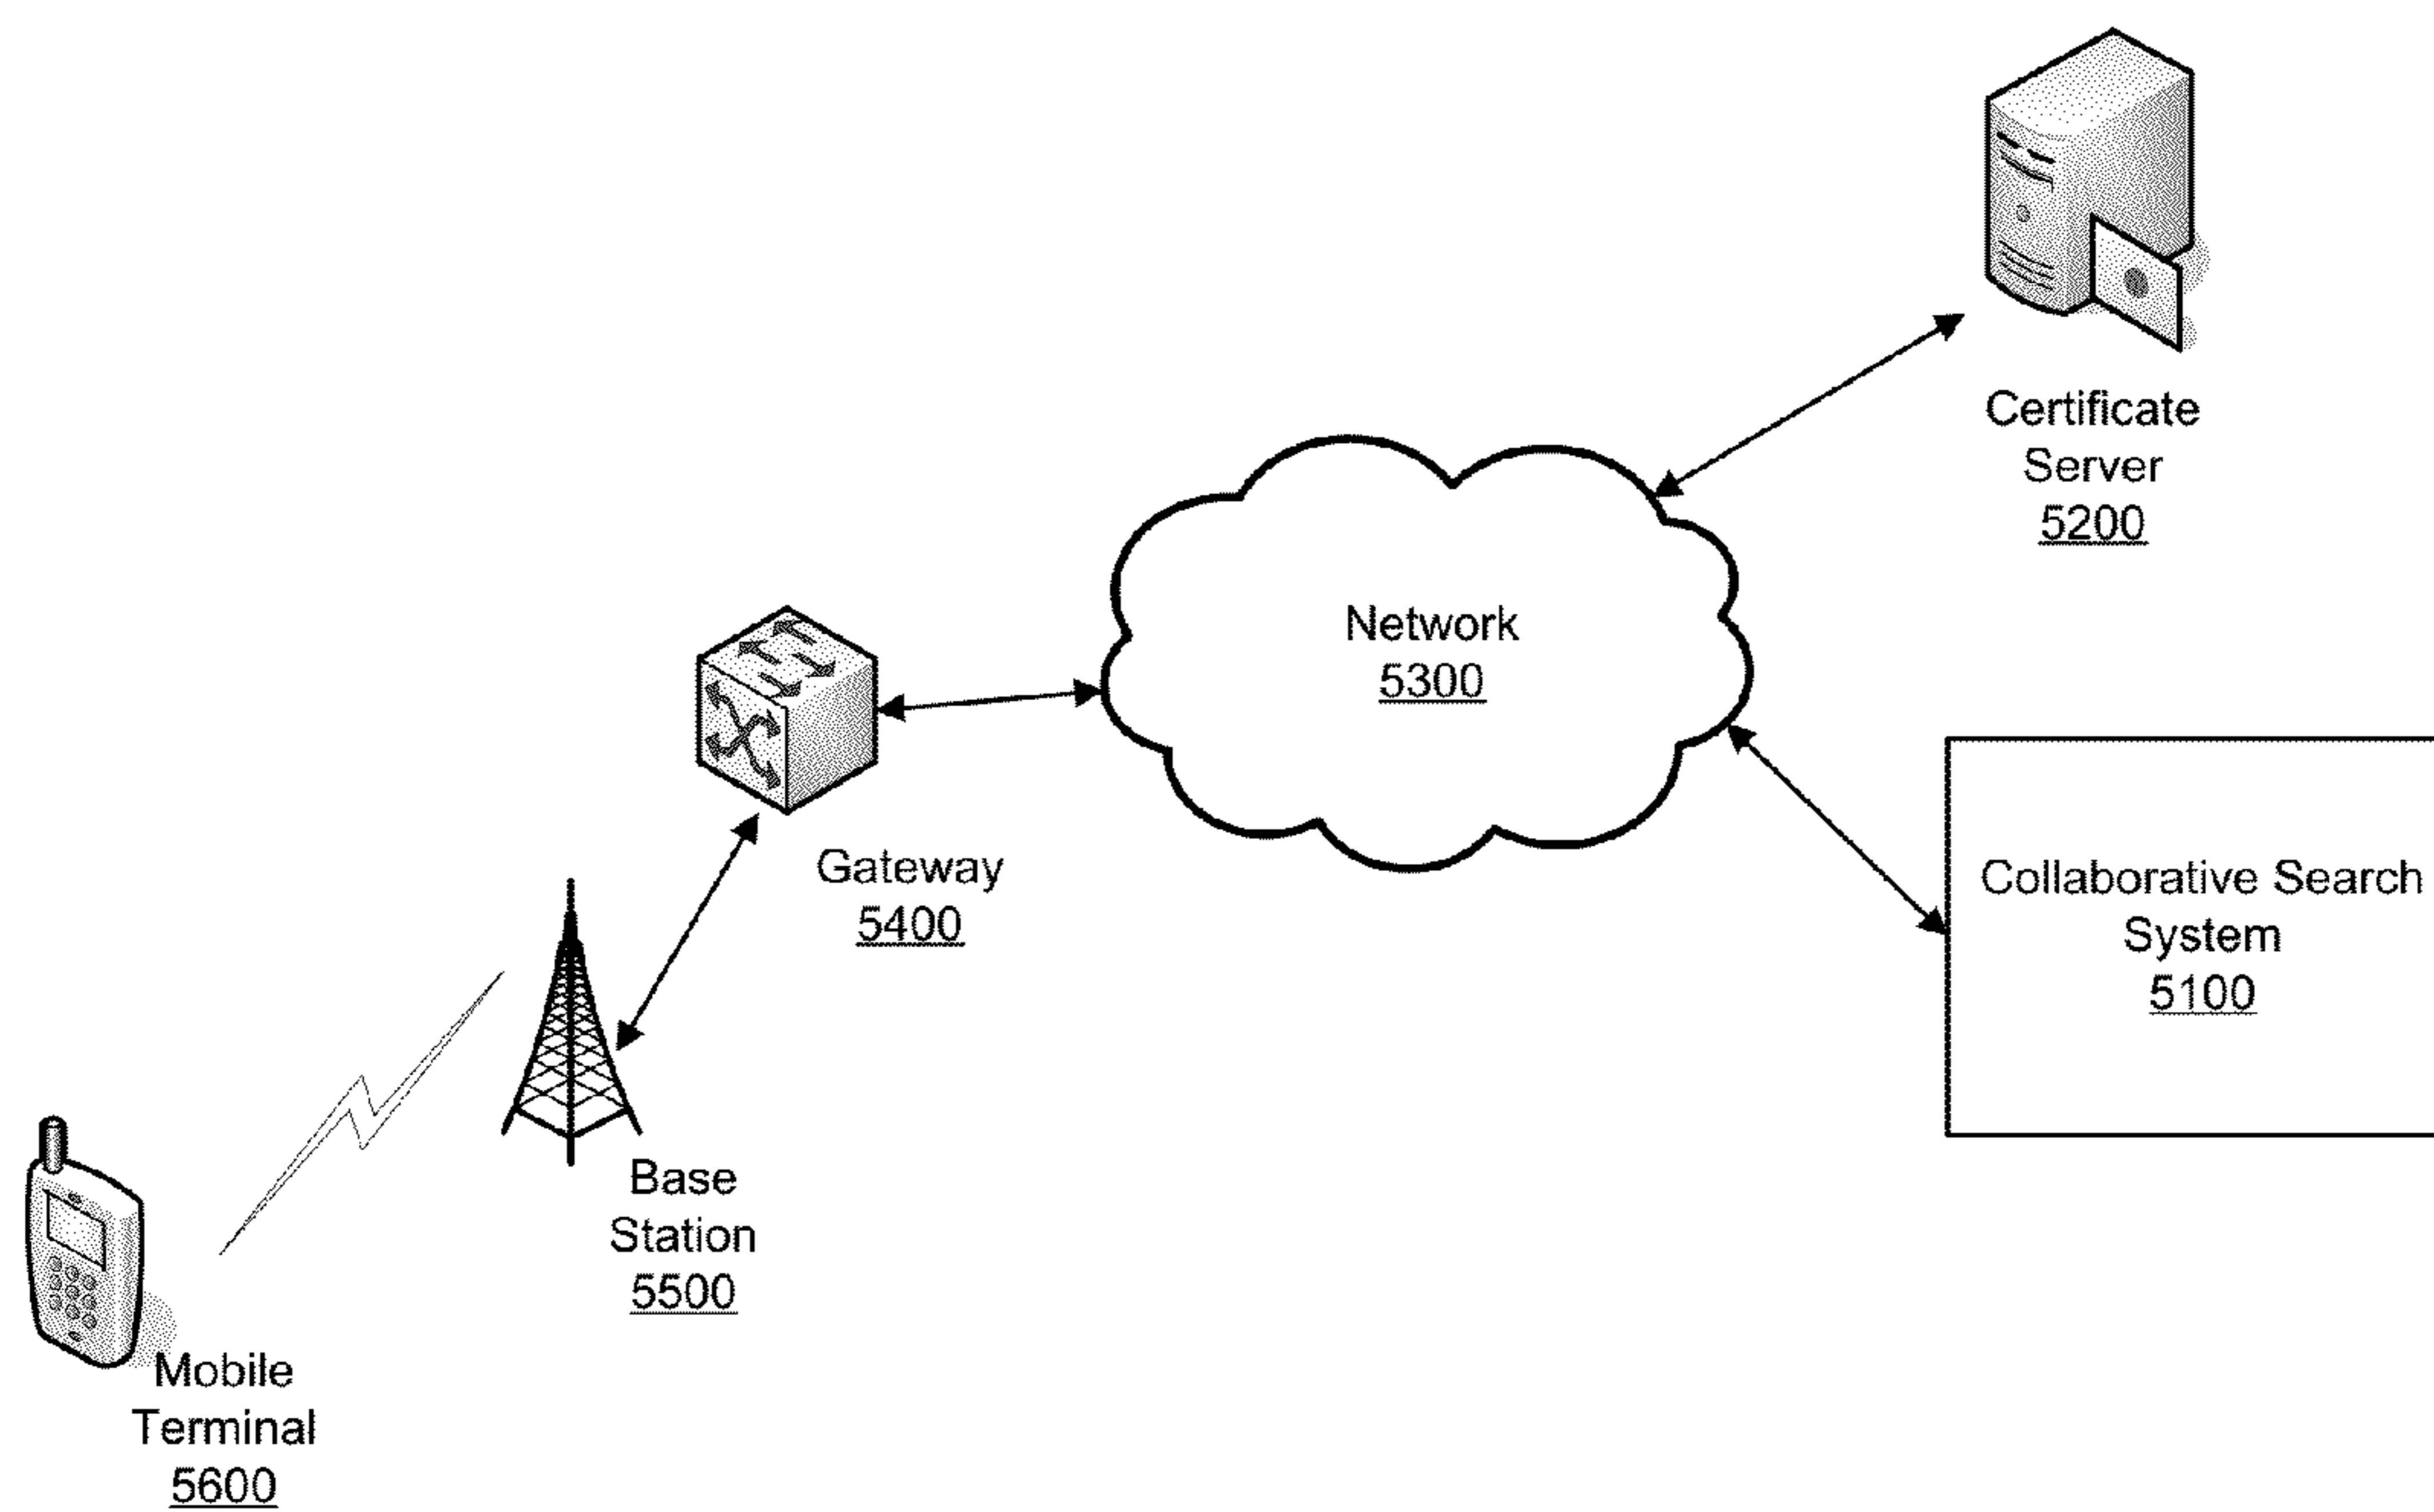 Certificate
Server
5200
Network
5300
Gateway
5400
Collaborative Search
System
5100
Base
Station
5500
Mobile
Terminal
5600